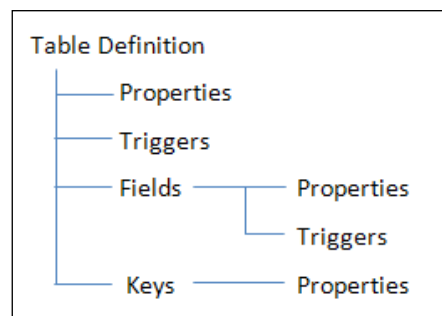 Table Definition
Properties
Triggers
Fields Properties
Triggers
Keys Properties